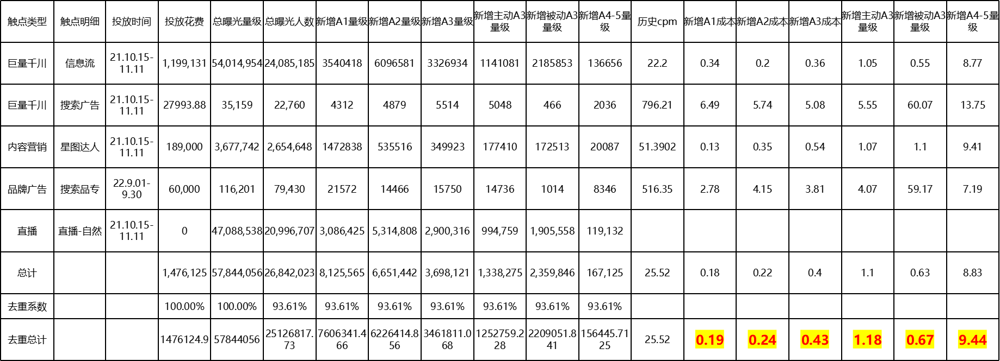 触点类型 触点明细 投放时间 投放花费 总曝光量级 总曝光人数 新增A1量级 新增A2量级 新增A3量级 新增主动A3量级 新增被动A3量级 新增A4-5量级 历史cpm 新增A1成本 新增A2成本 新增A3成本 新增主动A3量级 新增被动A3量级 新增A4-5量级
巨量千川 信息流 21.10.15-11.11 1,199,131 54,014,954 24,085,185 3540418 6096581 3326934 1141081 2185853 136656 22.2 0.34 0.2 0.36 1.05 0.55 8.77
巨量千川 搜索广告 21.10.15-11.11 27993.88 35,159 22,760 4312 4879 5514 5048 466 2036 796.21 6.49 5.74 5.08 5.55 60.07 13.75
内容营销 星图达人 21.10.15-11.11 189,000 3,677,742 2,654,648 1472838 535516 349923 177410 172513 20087 51.3902 0.13 0.35 0.54 1.07 1.1 9.41
品牌广告 搜索品专 22.9.01-9.30 60,000 116,201 79,430 21572 14466 15750 14736 1014 8346 516.35 2.78 4.15 3.81 4.07 59.17 7.19
直播 直播-自然 21.10.15-11.11 0 47,088,538 20,996,707 3,086,425 5,314,808 2,900,316 994,759 1,905,558 119,132
总计 1,476,125 57,844,056 26,842,023 8,125,565 6,651,442 3,698,121 1,338,275 2,359,846 167,125 25.52 0.18 0.22 0.4 1.1 0.63 8.83
去重系数 100.00% 100.00% 93.61% 93.61% 93.61% 93.61% 93.61% 93.61% 93.61%
去重总计 1476124.9 57844056 25126817.73 7606341.466 6226414.856 3461811.068 1252759.228 2209051.841 156445.7125 25.52 0.19 0.24 0.43 1.18 0.67 9.44